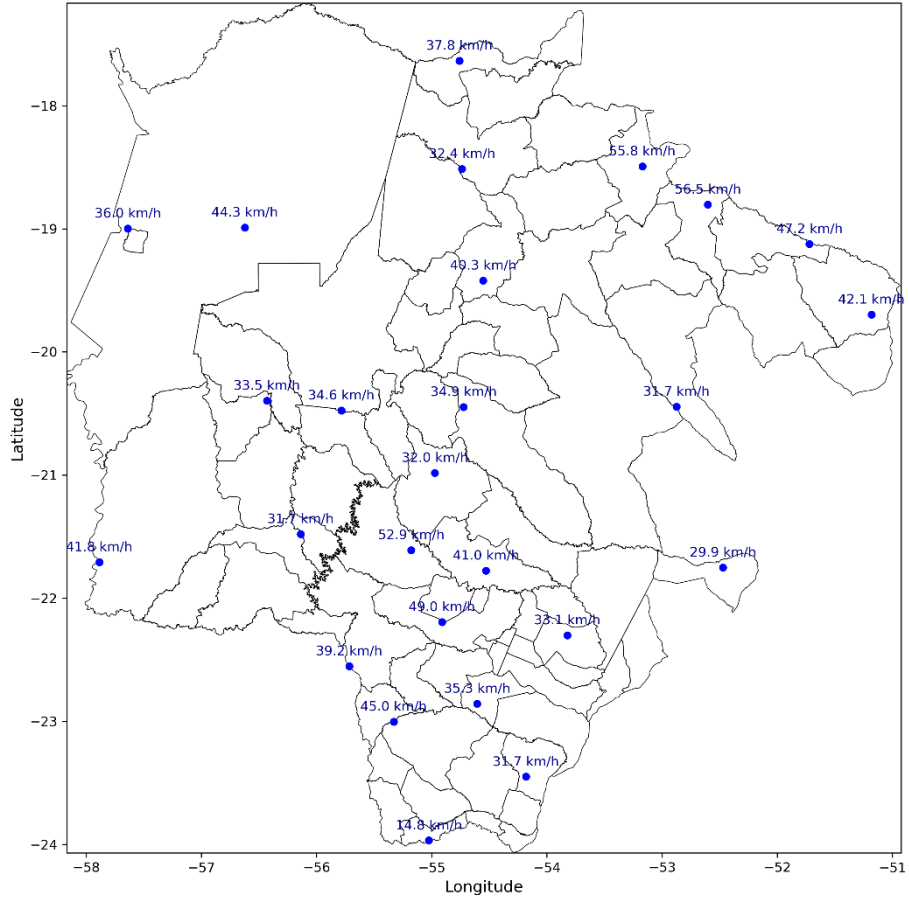 37.8 km/h
−18
32.4 km/h
55.8 km/h
56.5 km/h
36.0 km/h
44.3 km/h
−19
47.2 km/h
40.3 km/h
42.1 km/h
−20
33.5 km/h
34.6 km/h
34.9 km/h
31.7 km/h
Latitude
32.0 km/h
−21
31.7 km/h
41.8 km/h
52.9 km/h
41.0 km/h
29.9 km/h
−22
49.0 km/h
33.1 km/h
39.2 km/h
35.3 km/h
45.0 km/h
−23
31.7 km/h
14.8 km/h
−24
−58 −57 −56 −55 −54 −53 −52 −51
Longitude